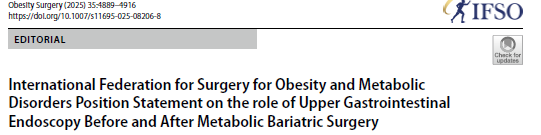 Obesity Surgery (2025) 35:4889–4916
https://doi.org/10.1007/s11695-025-08206-8
IFSO
EDITORIAL
Check for
updates
International Federation for Surgery for Obesity and Metabolic
Disorders Position Statement on the role of Upper Gastrointestinal
Endoscopy Before and After Metabolic Bariatric Surgery